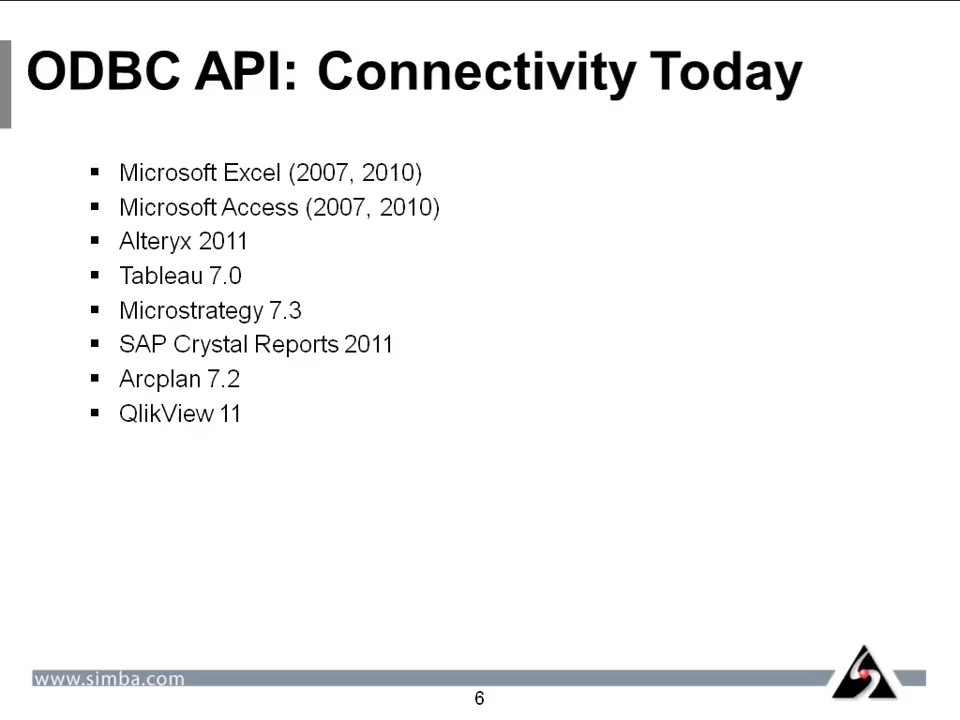 ODBC API: Connectivity Today
▪ Microsoft Excel (2007, 2010)
▪ Microsoft Access (2007, 2010)
▪ Alteryx 2011
▪ Tableau 7.0
▪ Microstrategy 7.3
▪ SAP Crystal Reports 2011
▪ Arcplan 7.2
▪ QlikView 11
www.simba.com
6